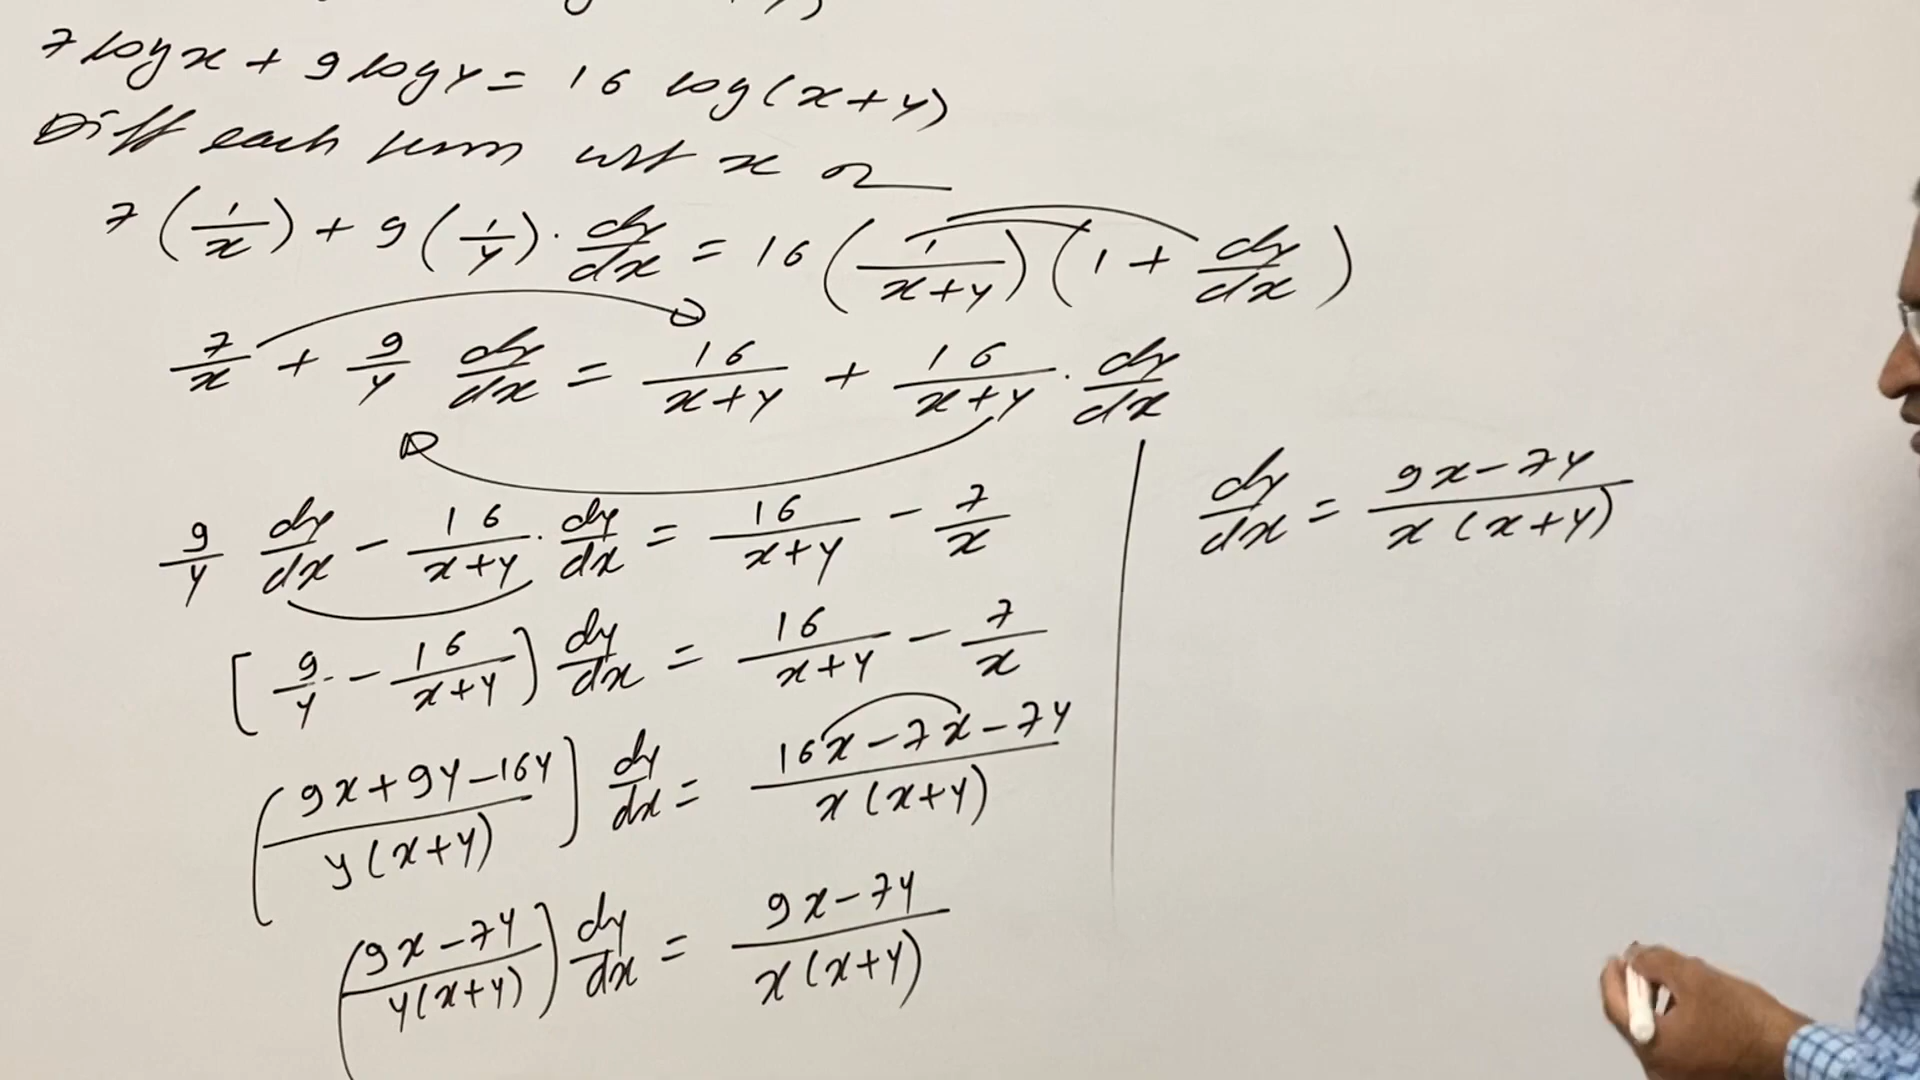 7 log x + 9 log y = 16 log (x+y)
Diff each term wrt x
7 (1/x) + 9 (1/y) · dy/dx = 16 (1/(x+y)) (1 + dy/dx)
7/x + 9/y dy/dx = 16/(x+y) + 16/(x+y) · dy/dx
9/y dy/dx - 16/(x+y) · dy/dx = 16/(x+y) - 7/x
[9/y - 16/(x+y)] dy/dx = 16/(x+y) - 7/x
[(9x+9y-16y)/(y(x+y))] dy/dx = (16x-7x-7y)/(x(x+y))
((9x-7y)/(y(x+y))) dy/dx = (9x-7y)/(x(x+y))
dy/dx = (9x-7y)/(x(x+y))